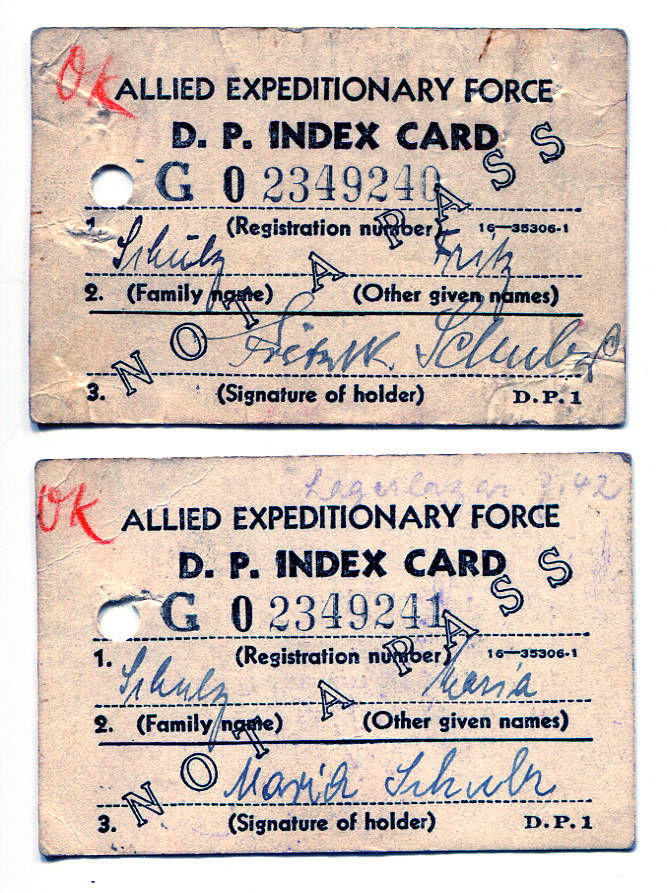 Ok
ALLIED EXPEDITIONARY FORCE
D. P. INDEX CARD
G 0 2349240
1. (Registration number) 16—35306-1
Schulz Fritz
2. (Family name) (Other given names)
Fritz W. Schulz
3. (Signature of holder) D.P.1
NOT A PASS
Ok
ALLIED EXPEDITIONARY FORCE
D. P. INDEX CARD
G 0 2349241
1. (Registration number) 16—35306-1
Schulz Maria
2. (Family name) (Other given names)
Maria Schulz
3. (Signature of holder) D.P.1
NOT A PASS